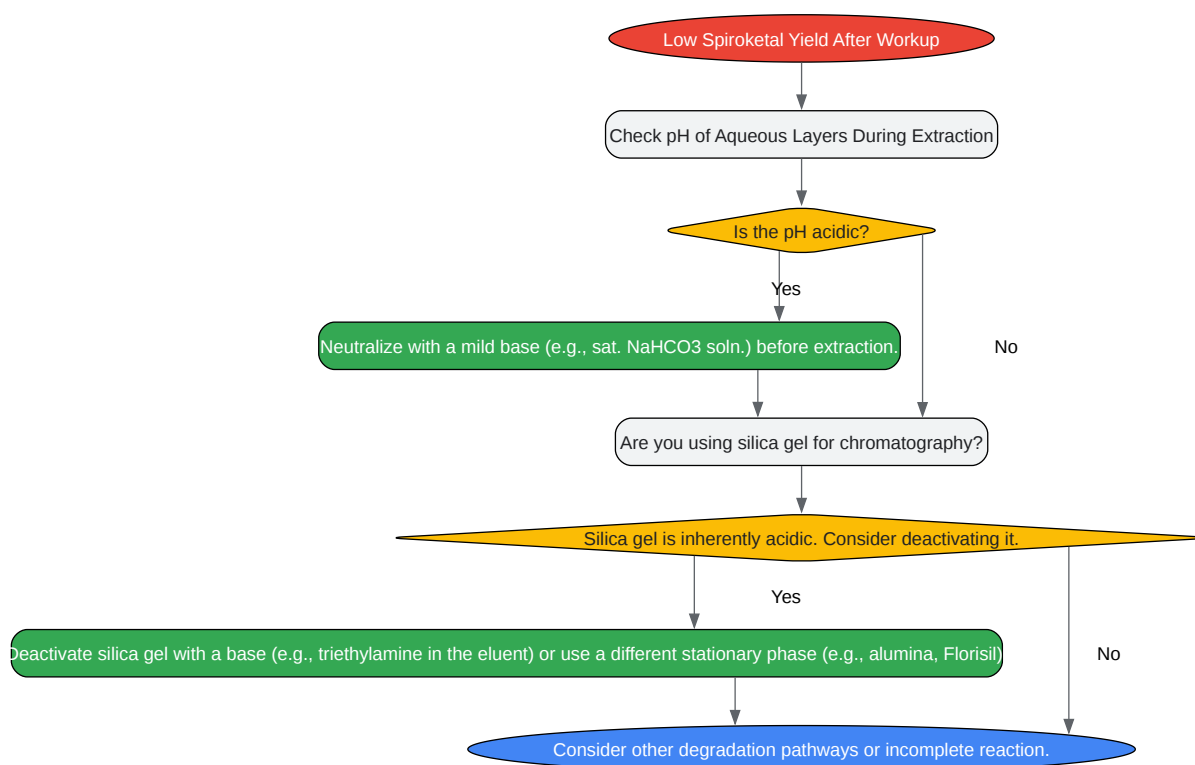 Low Spiroketal Yield After Workup
Check pH of Aqueous Layers During Extraction
Is the pH acidic?
Yes
Neutralize with a mild base (e.g., sat. NaHCO3 soln.) before extraction.
No
Are you using silica gel for chromatography?
Silica gel is inherently acidic. Consider deactivating it.
Yes
Deactivate silica gel with a base (e.g., triethylamine in the eluent) or use a different stationary phase (e.g., alumina, Florisil)
No
Consider other degradation pathways or incomplete reaction.